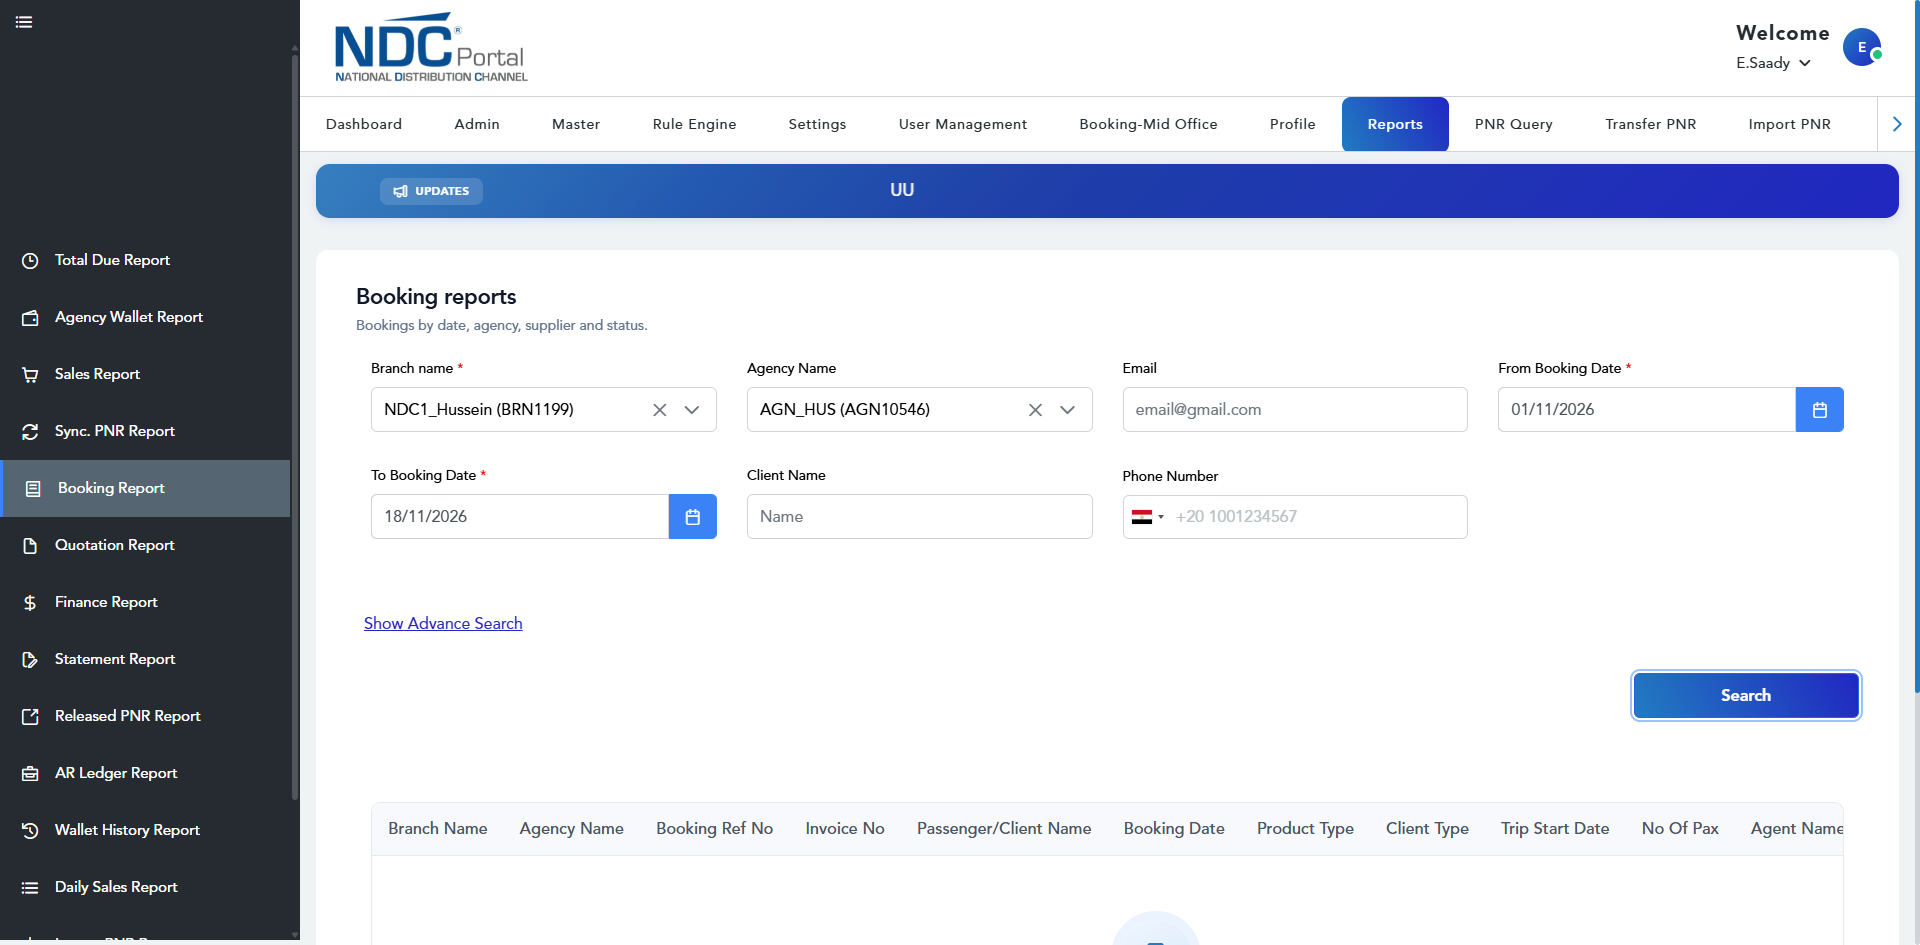 NDC® Portal
NATIONAL DISTRIBUTION CHANNEL
Welcome
E.Saady
E
Dashboard
Admin
Master
Rule Engine
Settings
User Management
Booking-Mid Office
Profile
Reports
PNR Query
Transfer PNR
Import PNR
UPDATES
UU
Total Due Report
Agency Wallet Report
Sales Report
Sync. PNR Report
Booking Report
Quotation Report
Finance Report
Statement Report
Released PNR Report
AR Ledger Report
Wallet History Report
Daily Sales Report
Booking reports
Bookings by date, agency, supplier and status.
Branch name *
NDC1_Hussein (BRN1199)
Agency Name
AGN_HUS (AGN10546)
Email
email@gmail.com
From Booking Date *
01/11/2026
To Booking Date *
18/11/2026
Client Name
Name
Phone Number
+20 1001234567
Show Advance Search
Search
Branch Name
Agency Name
Booking Ref No
Invoice No
Passenger/Client Name
Booking Date
Product Type
Client Type
Trip Start Date
No Of Pax
Agent Name